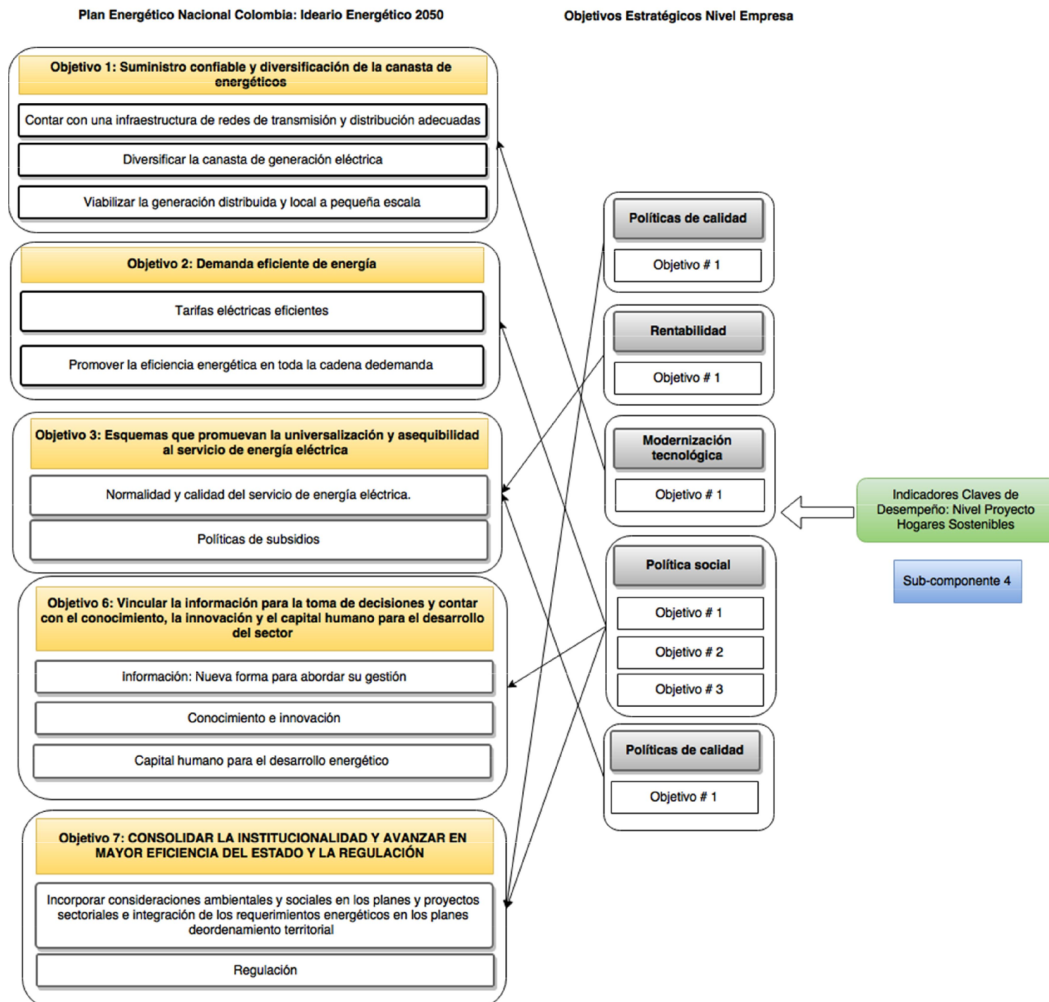 Plan Energético Nacional Colombia: Ideario Energético 2050
Objetivos Estratégicos Nivel Empresa
Objetivo 1: Suministro confiable y diversificación de la canasta de
energéticos
Contar con una infraestructura de redes de transmisión y distribución adecuadas
Diversificar la canasta de generación eléctrica
Viabilizar la generación distribuida y local a pequeña escala
Objetivo 2: Demanda eficiente de energía
Tarifas eléctricas eficientes
Promover la eficiencia energética en toda la cadena dedemanda
Objetivo 3: Esquemas que promuevan la universalización y asequibilidad
al servicio de energía eléctrica
Normalidad y calidad del servicio de energía eléctrica.
Políticas de subsidios
Objetivo 6: Vincular la información para la toma de decisiones y contar
con el conocimiento, la innovación y el capital humano para el desarrollo
del sector
Información: Nueva forma para abordar su gestión
Conocimiento e innovación
Capital humano para el desarrollo energético
Objetivo 7: CONSOLIDAR LA INSTITUCIONALIDAD Y AVANZAR EN
MAYOR EFICIENCIA DEL ESTADO Y LA REGULACIÓN
Incorporar consideraciones ambientales y sociales en los planes y proyectos
sectoriales e integración de los requerimientos energéticos en los planes
deordenamiento territorial
Regulación
Políticas de calidad
Objetivo # 1
Rentabilidad
Objetivo # 1
Modernización
tecnológica
Objetivo # 1
Política social
Objetivo # 1
Objetivo # 2
Objetivo # 3
Políticas de calidad
Objetivo # 1
Indicadores Claves de
Desempeño: Nivel Proyecto
Hogares Sostenibles
Sub-componente 4